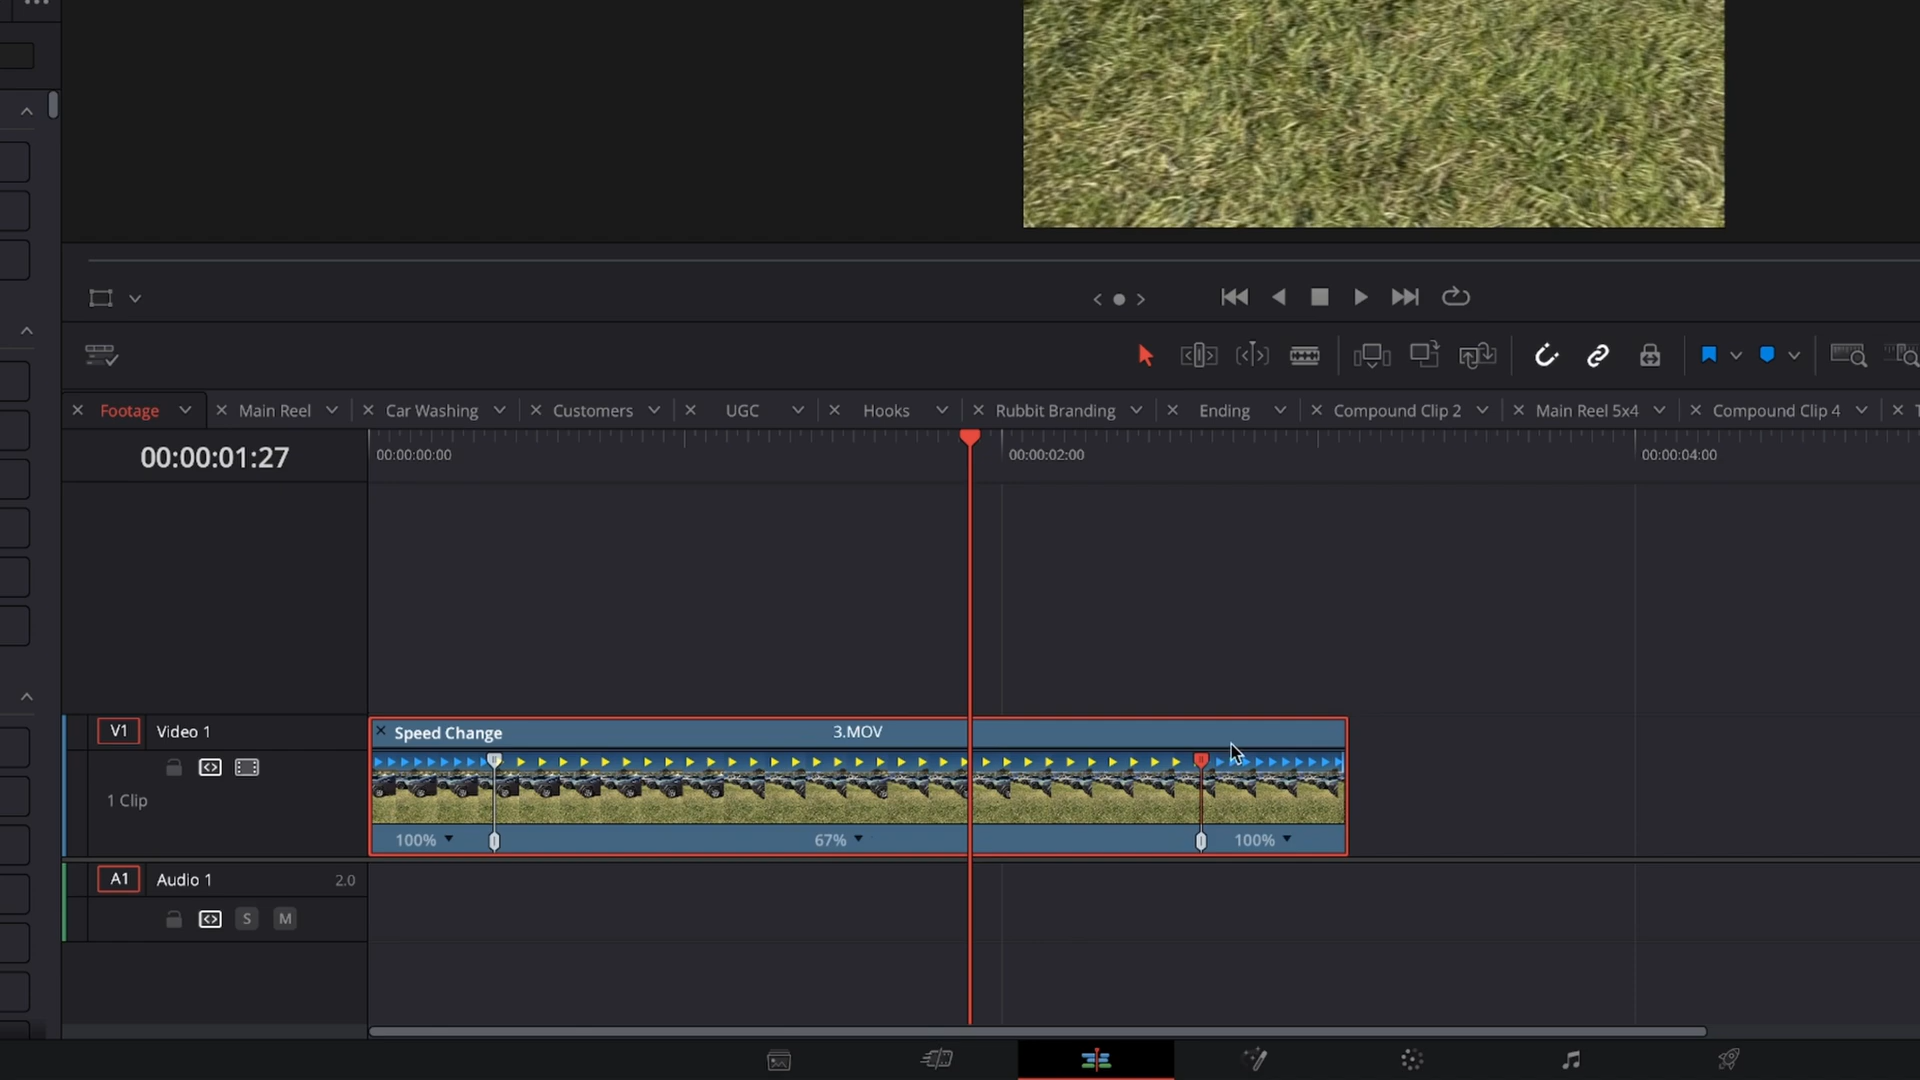 Footage Main Reel Car Washing Customers UGC Hooks Rubbit Branding Ending Compound Clip 2 Main Reel 5x4 Compound Clip 4
00:00:01:27 00:00:00:00 00:00:02:00 00:00:04:00
V1 Video 1
Speed Change 3.MOV
1 Clip
100% 67% 100%
A1 Audio 1 2.0
S M